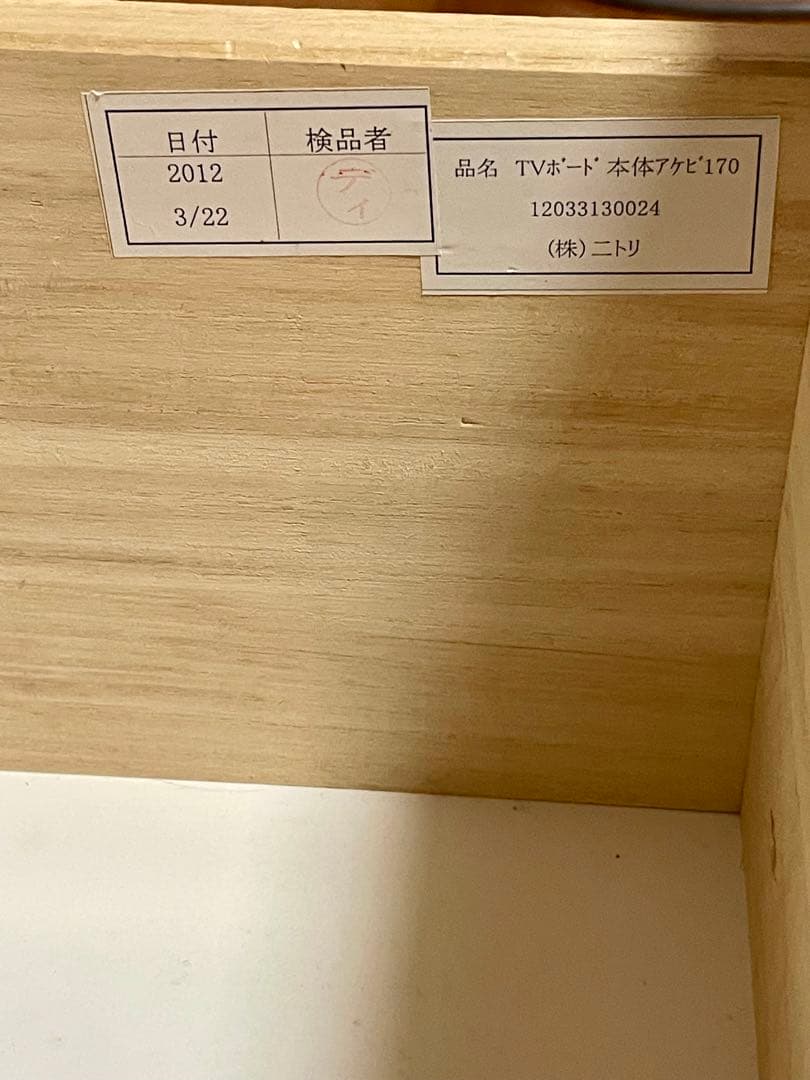 日付 検品者
2012
3/22
ティ
品名 TVﾎﾞｰﾄﾞ本体ｱｹﾋﾞ170
12033130024
(株)ニトリ